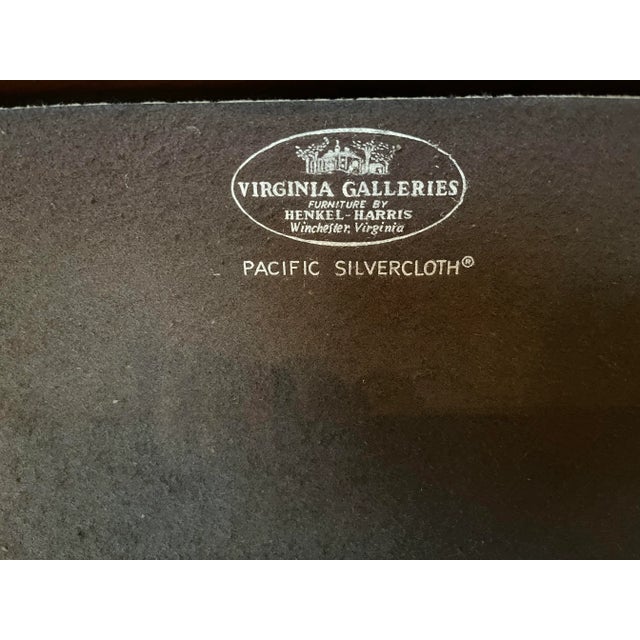 VIRGINIA GALLERIES
FURNITURE BY
HENKEL-HARRIS
Winchester, Virginia
PACIFIC SILVERCLOTH®